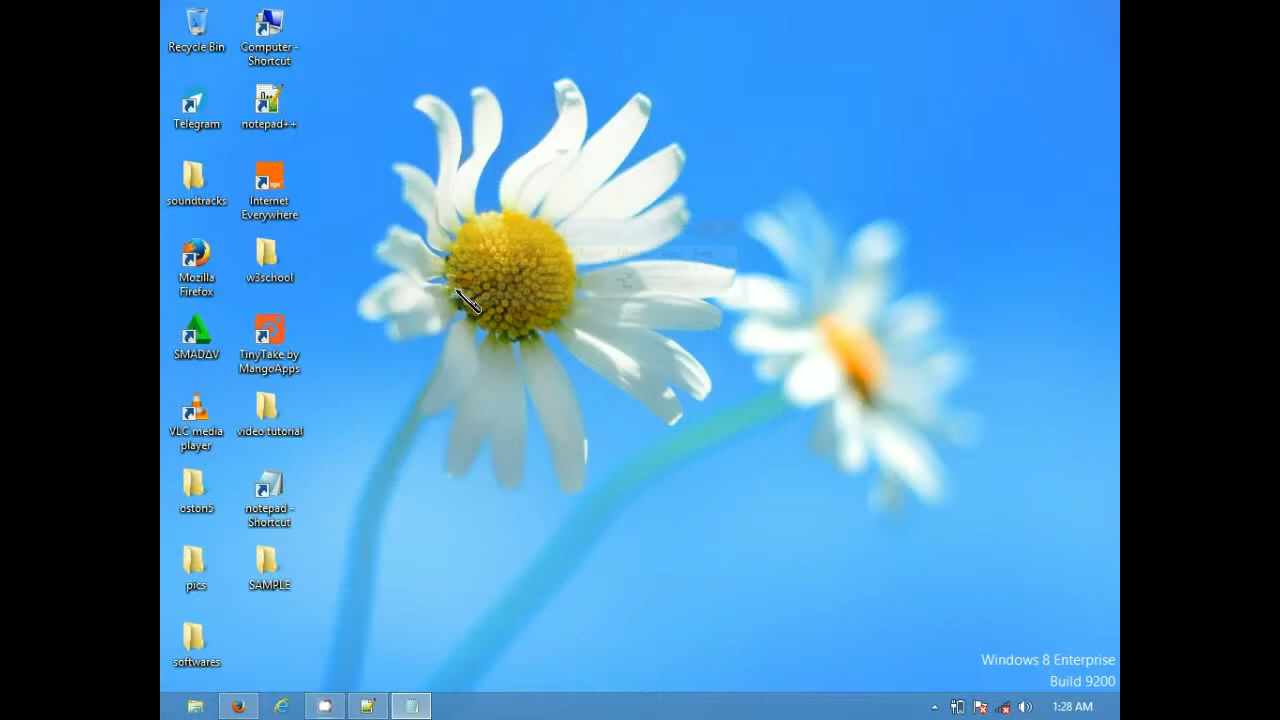 Recycle Bin
Computer -
Shortcut
Telegram
notepad++
soundtracks
Internet
Everywhere
Mozilla
Firefox
w3school
SMADΔV
TinyTake by
MangoApps
VLC media
player
video tutorial
oston5
notepad -
Shortcut
pics
SAMPLE
softwares
Windows 8 Enterprise
Build 9200
1:28 AM